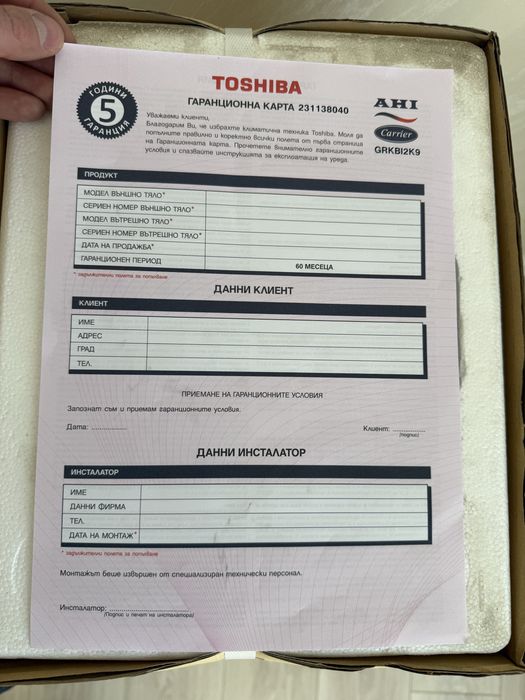 5
ГОДИНИ
ГАРАНЦИЯ
TOSHIBA
ГАРАНЦИОННА КАРТА 231138040
AHI
Carrier
GRKBI2K9
Уважаеми клиенти,
Благодарим Ви, че избрахте климатична техника Toshiba. Моля да
попълните правилно и коректно всички полета от първа страница
на Гаранционната карта. Прочетете внимателно гаранционните
условия и спазвайте инструкцията за експлоатация на уреда.
ПРОДУКТ
МОДЕЛ ВЪНШНО ТЯЛО*
СЕРИЕН НОМЕР ВЪНШНО ТЯЛО*
МОДЕЛ ВЪТРЕШНО ТЯЛО*
СЕРИЕН НОМЕР ВЪТРЕШНО ТЯЛО*
ДАТА НА ПРОДАЖБА*
ГАРАНЦИОНЕН ПЕРИОД 60 МЕСЕЦА
* задължителни полета за попълване
ДАННИ КЛИЕНТ
КЛИЕНТ
ИМЕ
АДРЕС
ГРАД
ТЕЛ.
ПРИЕМАНЕ НА ГАРАНЦИОННИТЕ УСЛОВИЯ
Запознат съм и приемам гаранционните условия.
Дата: ................ Клиент: ..............
/подпис/
ДАННИ ИНСТАЛАТОР
ИНСТАЛАТОР
ИМЕ
ДАННИ ФИРМА
ТЕЛ.
ДАТА НА МОНТАЖ*
* задължителни полета за попълване
Монтажът беше извършен от специализиран технически персонал.
Инсталатор: ................................
/Подпис и печат на инсталатора/